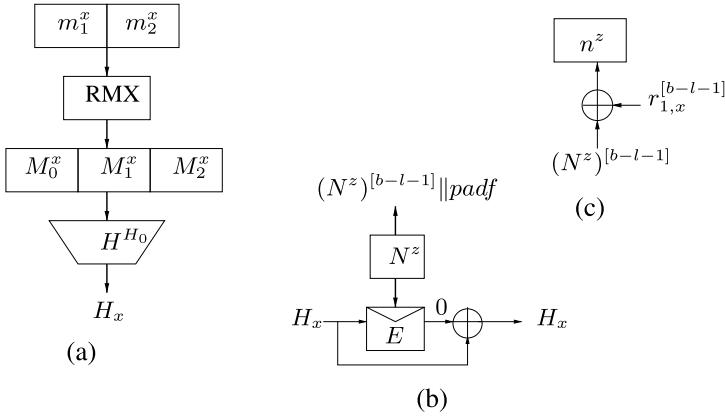 m_1^x m_2^x
RMX
M_0^x M_1^x M_2^x
H^{H_0}
H_x
(a)
(N^z)^{[b-l-1]}||padf
N^z
H_x E 0 H_x
(b)
n^z
r_{1,x}^{[b-l-1]}
(N^z)^{[b-l-1]}
(c)